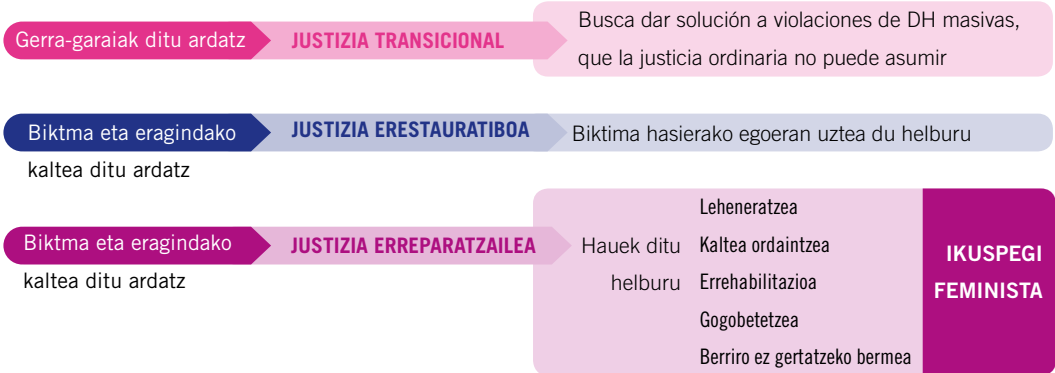 Gerra-garaiak ditu ardatz
JUSTIZIA TRANSICIONAL
Busca dar solución a violaciones de DH masivas,
que la justicia ordinaria no puede asumir
Biktma eta eragindako
kaltea ditu ardatz
JUSTIZIA ERESTAURATIBOA
Biktima hasierako egoeran uztea du helburu
Biktma eta eragindako
kaltea ditu ardatz
JUSTIZIA ERREPARATZAILEA
Hauek ditu
helburu
Leheneratzea
Kaltea ordaintzea
Errehabilitazioa
Gogobetetzea
Berriro ez gertatzeko bermea
IKUSPEGI
FEMINISTA